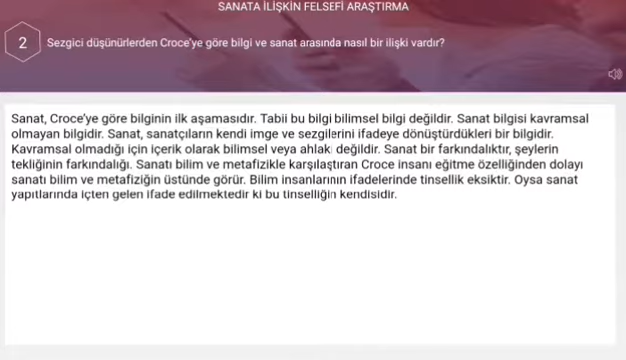 SANATA İLİŞKİN FELSEFİ ARAŞTIRMA
2
Sezgici düşünürlerden Croce'ye göre bilgi ve sanat arasında nasıl bir ilişki vardır?
Sanat, Croce'ye göre bilginin ilk aşamasıdır. Tabii bu bilgi bilimsel bilgi değildir. Sanat bilgisi kavramsal
olmayan bilgidir. Sanat, sanatçıların kendi imge ve sezgilerini ifadeye dönüştürdükleri bir bilgidir.
Kavramsal olmadığı için içerik olarak bilimsel veya ahlaki değildir. Sanat bir farkındalıktır, şeylerin
tekliğinin farkındalığı. Sanatı bilim ve metafizikle karşılaştıran Croce insanı eğitme özelliğinden dolayı
sanatı bilim ve metafiziğin üstünde görür. Bilim insanlarının ifadelerinde tinsellik eksiktir. Oysa sanat
yapıtlarında içten gelen ifade edilmektedir ki bu tinselliğin kendisidir.